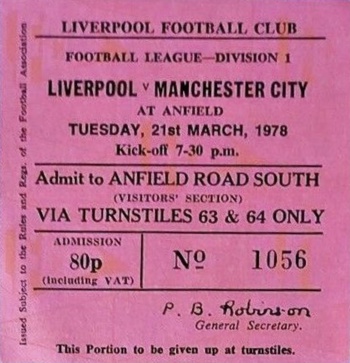 LIVERPOOL FOOTBALL CLUB
FOOTBALL LEAGUE—DIVISION 1
LIVERPOOL v MANCHESTER CITY
AT ANFIELD
TUESDAY, 21st MARCH, 1978
Kick-off 7-30 p.m.
Admit to ANFIELD ROAD SOUTH
(VISITORS' SECTION)
VIA TURNSTILES 63 & 64 ONLY
ADMISSION
80p
(including VAT)
No 1056
P. B. Robinson
General Secretary.
This Portion to be given up at turnstiles.
Issued Subject to the Rules and Regs. of the Football Association